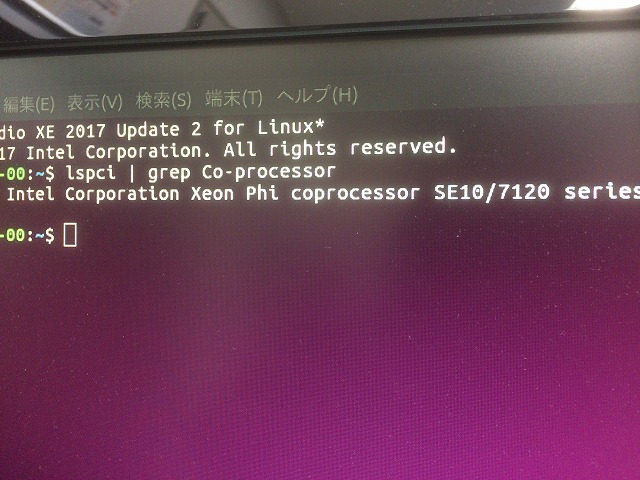 編集(E) 表示(V) 検索(S) 端末(T) ヘルプ(H)
dio XE 2017 Update 2 for Linux*
17 Intel Corporation. All rights reserved.
-00:~$ lspci | grep Co-processor
Intel Corporation Xeon Phi coprocessor SE10/7120 series
-00:~$